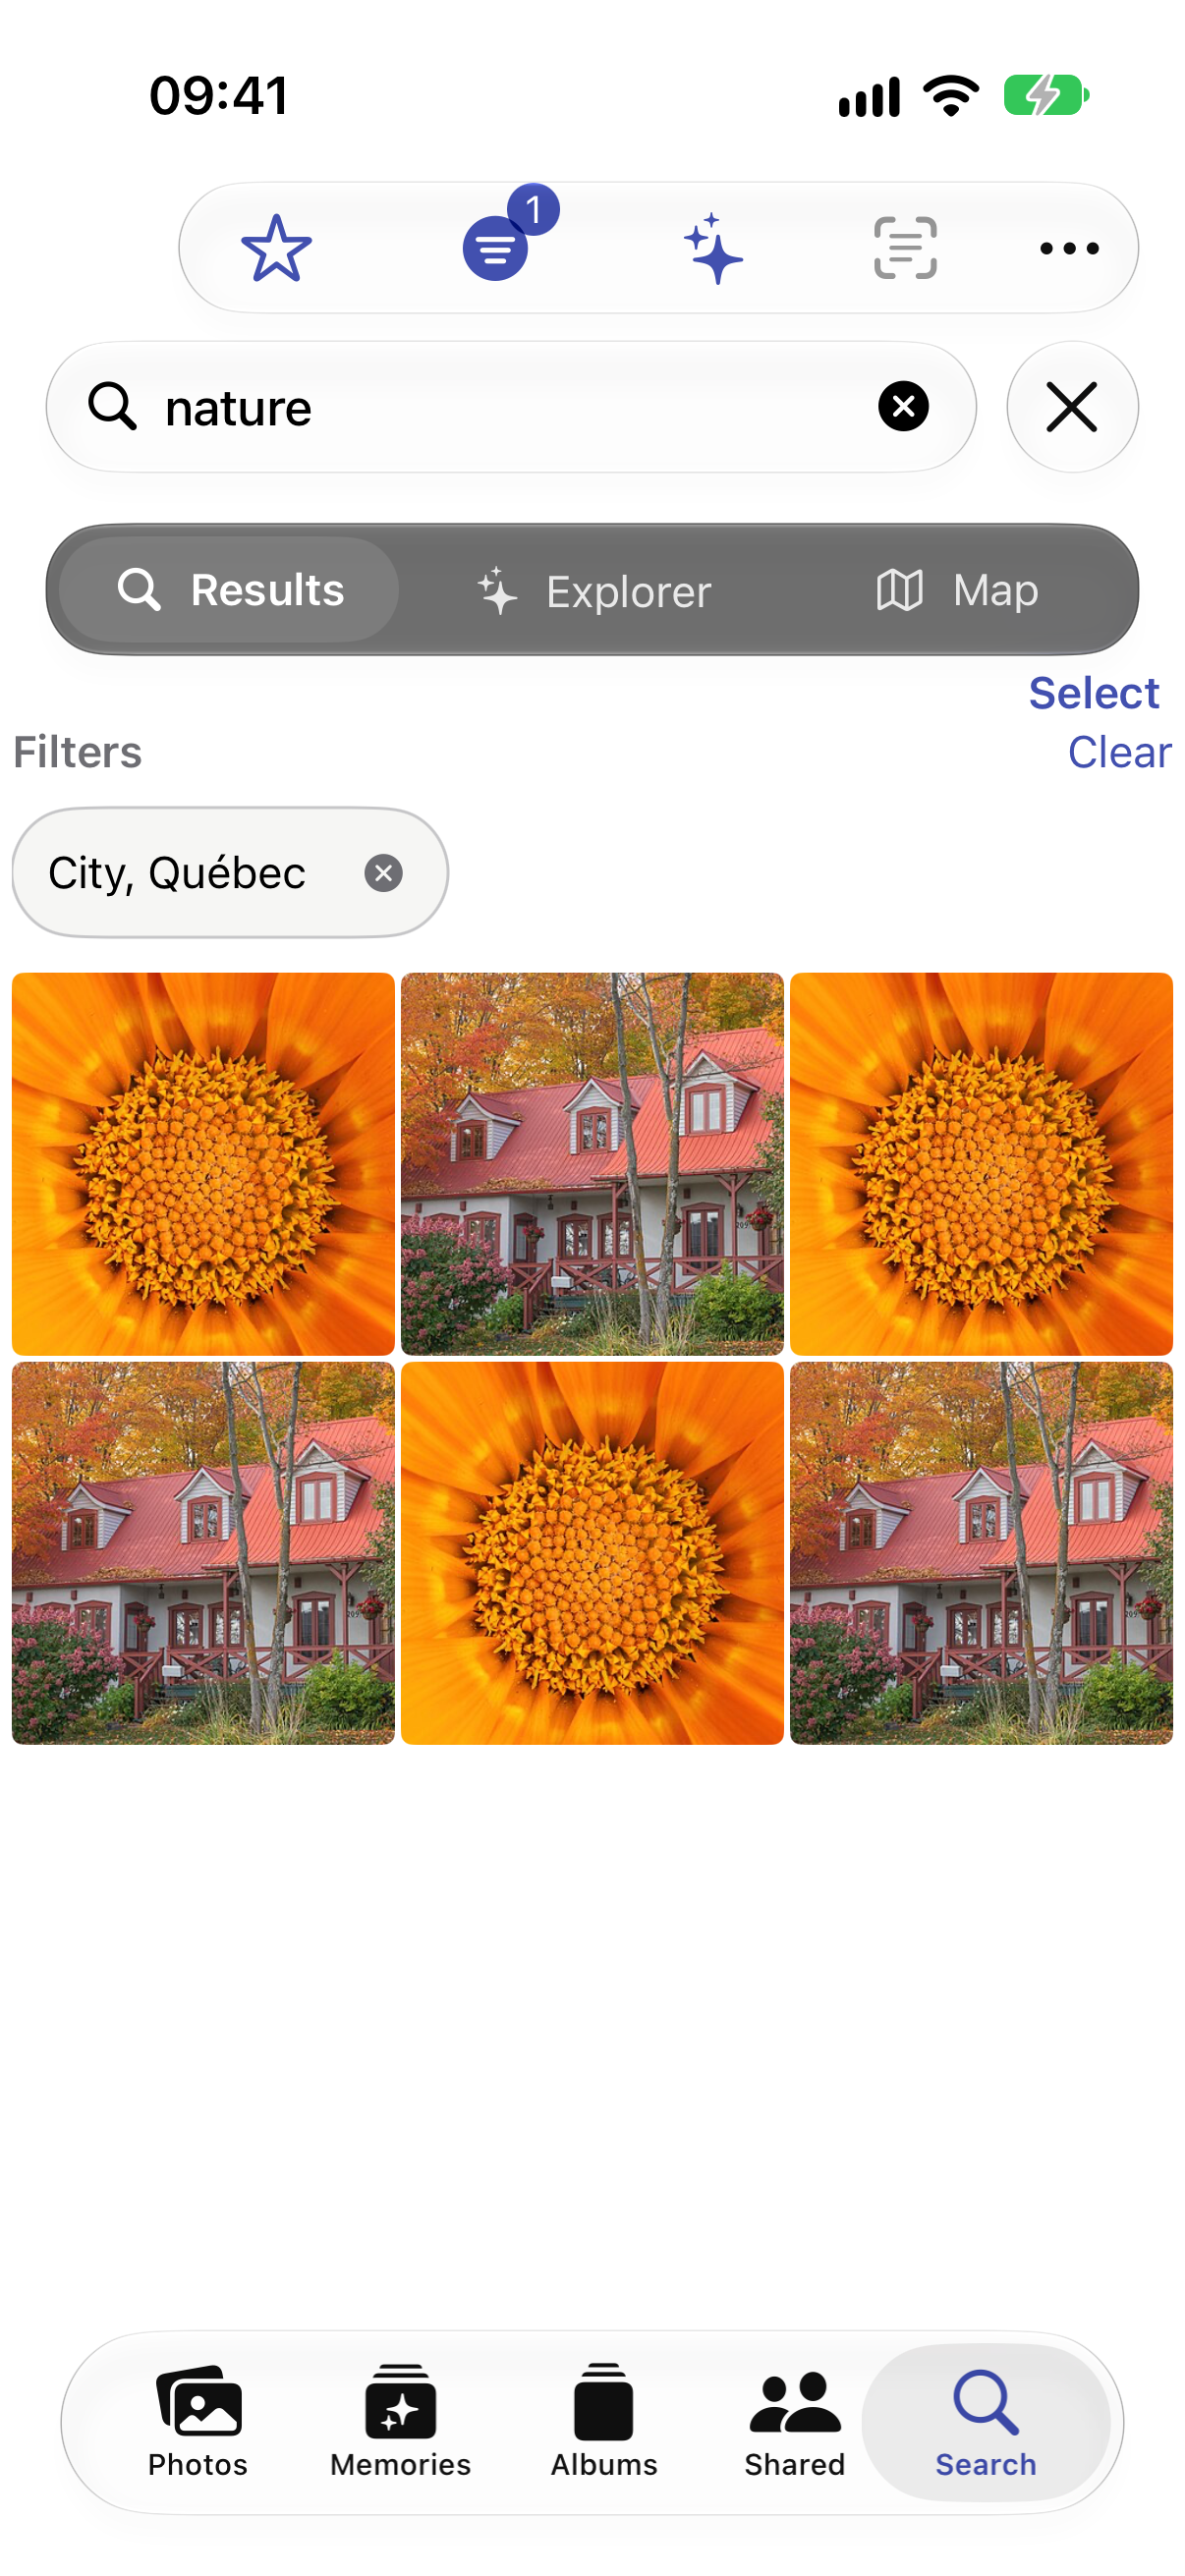 09:41
1
nature
Results
Explorer
Map
Select
Filters
Clear
City, Québec
Photos
Memories
Albums
Shared
Search